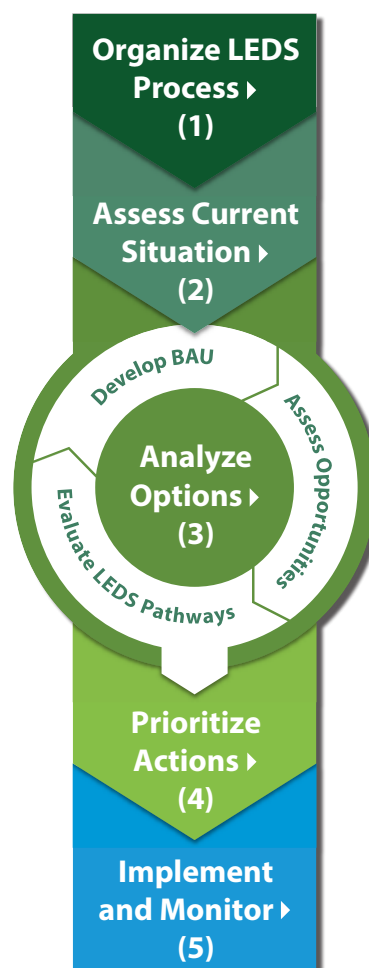 Organize LEDS
Process ▸
(1)
Assess Current
Situation ▸
(2)
Develop BAU
Assess Opportunities
Evaluate LEDS Pathways
Analyze
Options ▸
(3)
Prioritize
Actions ▸
(4)
Implement
and Monitor ▸
(5)